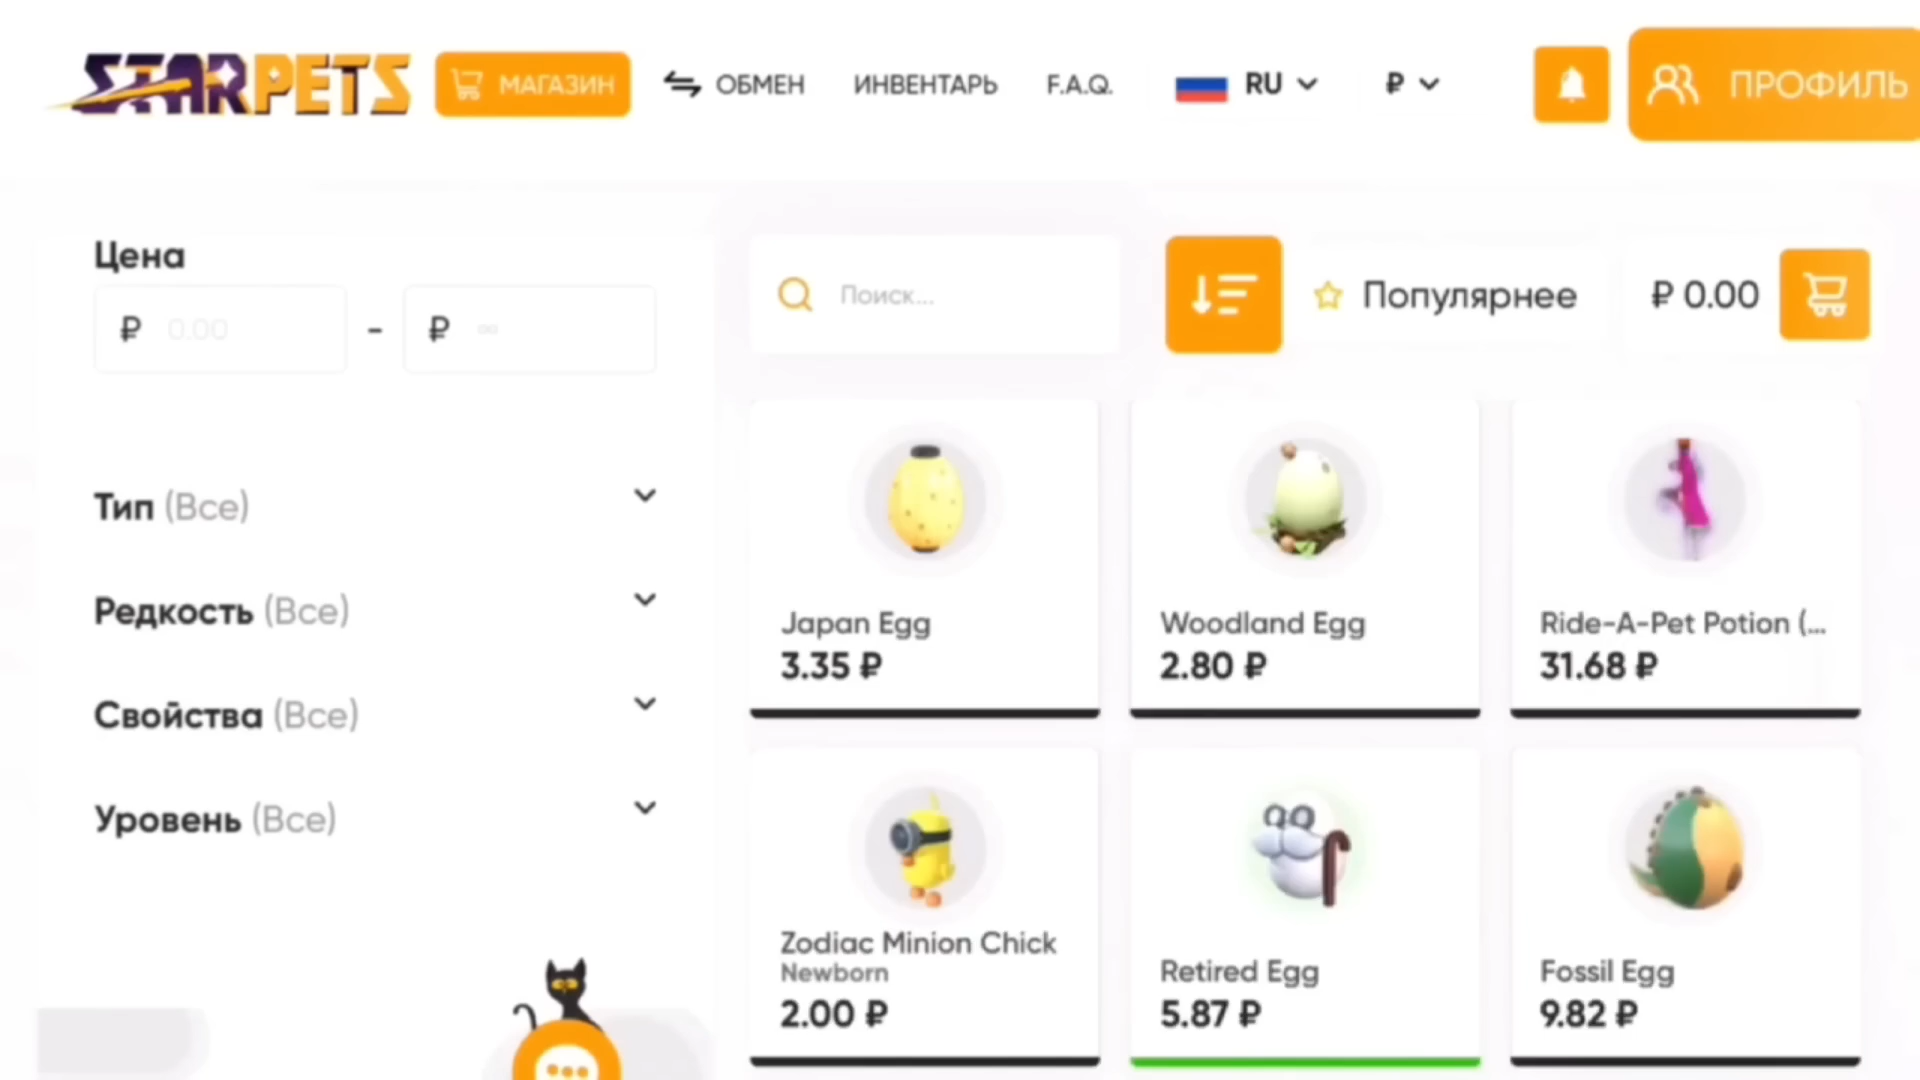 STARPETS
МАГАЗИН
ОБМЕН
ИНВЕНТАРЬ
F.A.Q.
RU
₽
ПРОФИЛЬ
Цена
₽ 0.00 - ₽ ∞
Тип (Все)
Редкость (Все)
Свойства (Все)
Уровень (Все)
Поиск...
Популярнее
₽ 0.00
Japan Egg
3.35 ₽
Woodland Egg
2.80 ₽
Ride-A-Pet Potion (...
31.68 ₽
Zodiac Minion Chick
Newborn
2.00 ₽
Retired Egg
5.87 ₽
Fossil Egg
9.82 ₽